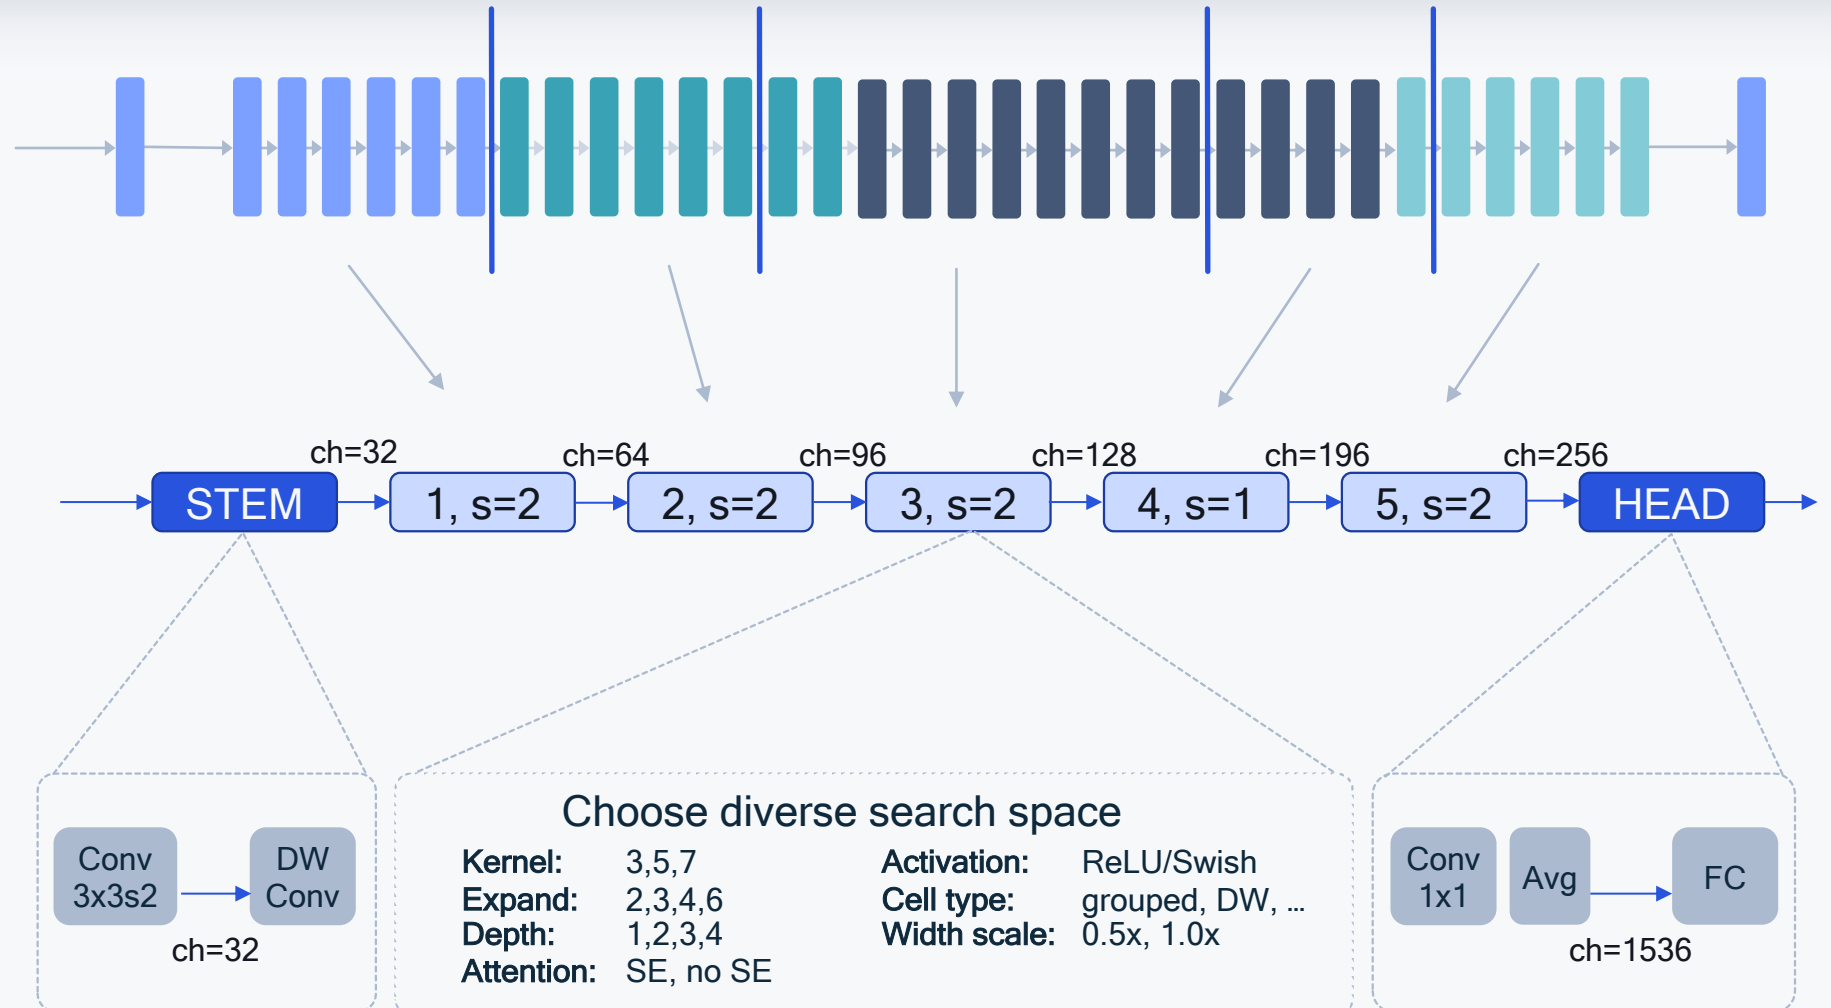 ch=32
ch=64
ch=96
ch=128
ch=196
ch=256
STEM
1, s=2
2, s=2
3, s=2
4, s=1
5, s=2
HEAD
Conv
3x3s2
DW
Conv
ch=32
Choose diverse search space
Kernel: 3,5,7
Expand: 2,3,4,6
Depth: 1,2,3,4
Attention: SE, no SE
Activation: ReLU/Swish
Cell type: grouped, DW, ...
Width scale: 0.5x, 1.0x
Conv
1x1
Avg
FC
ch=1536